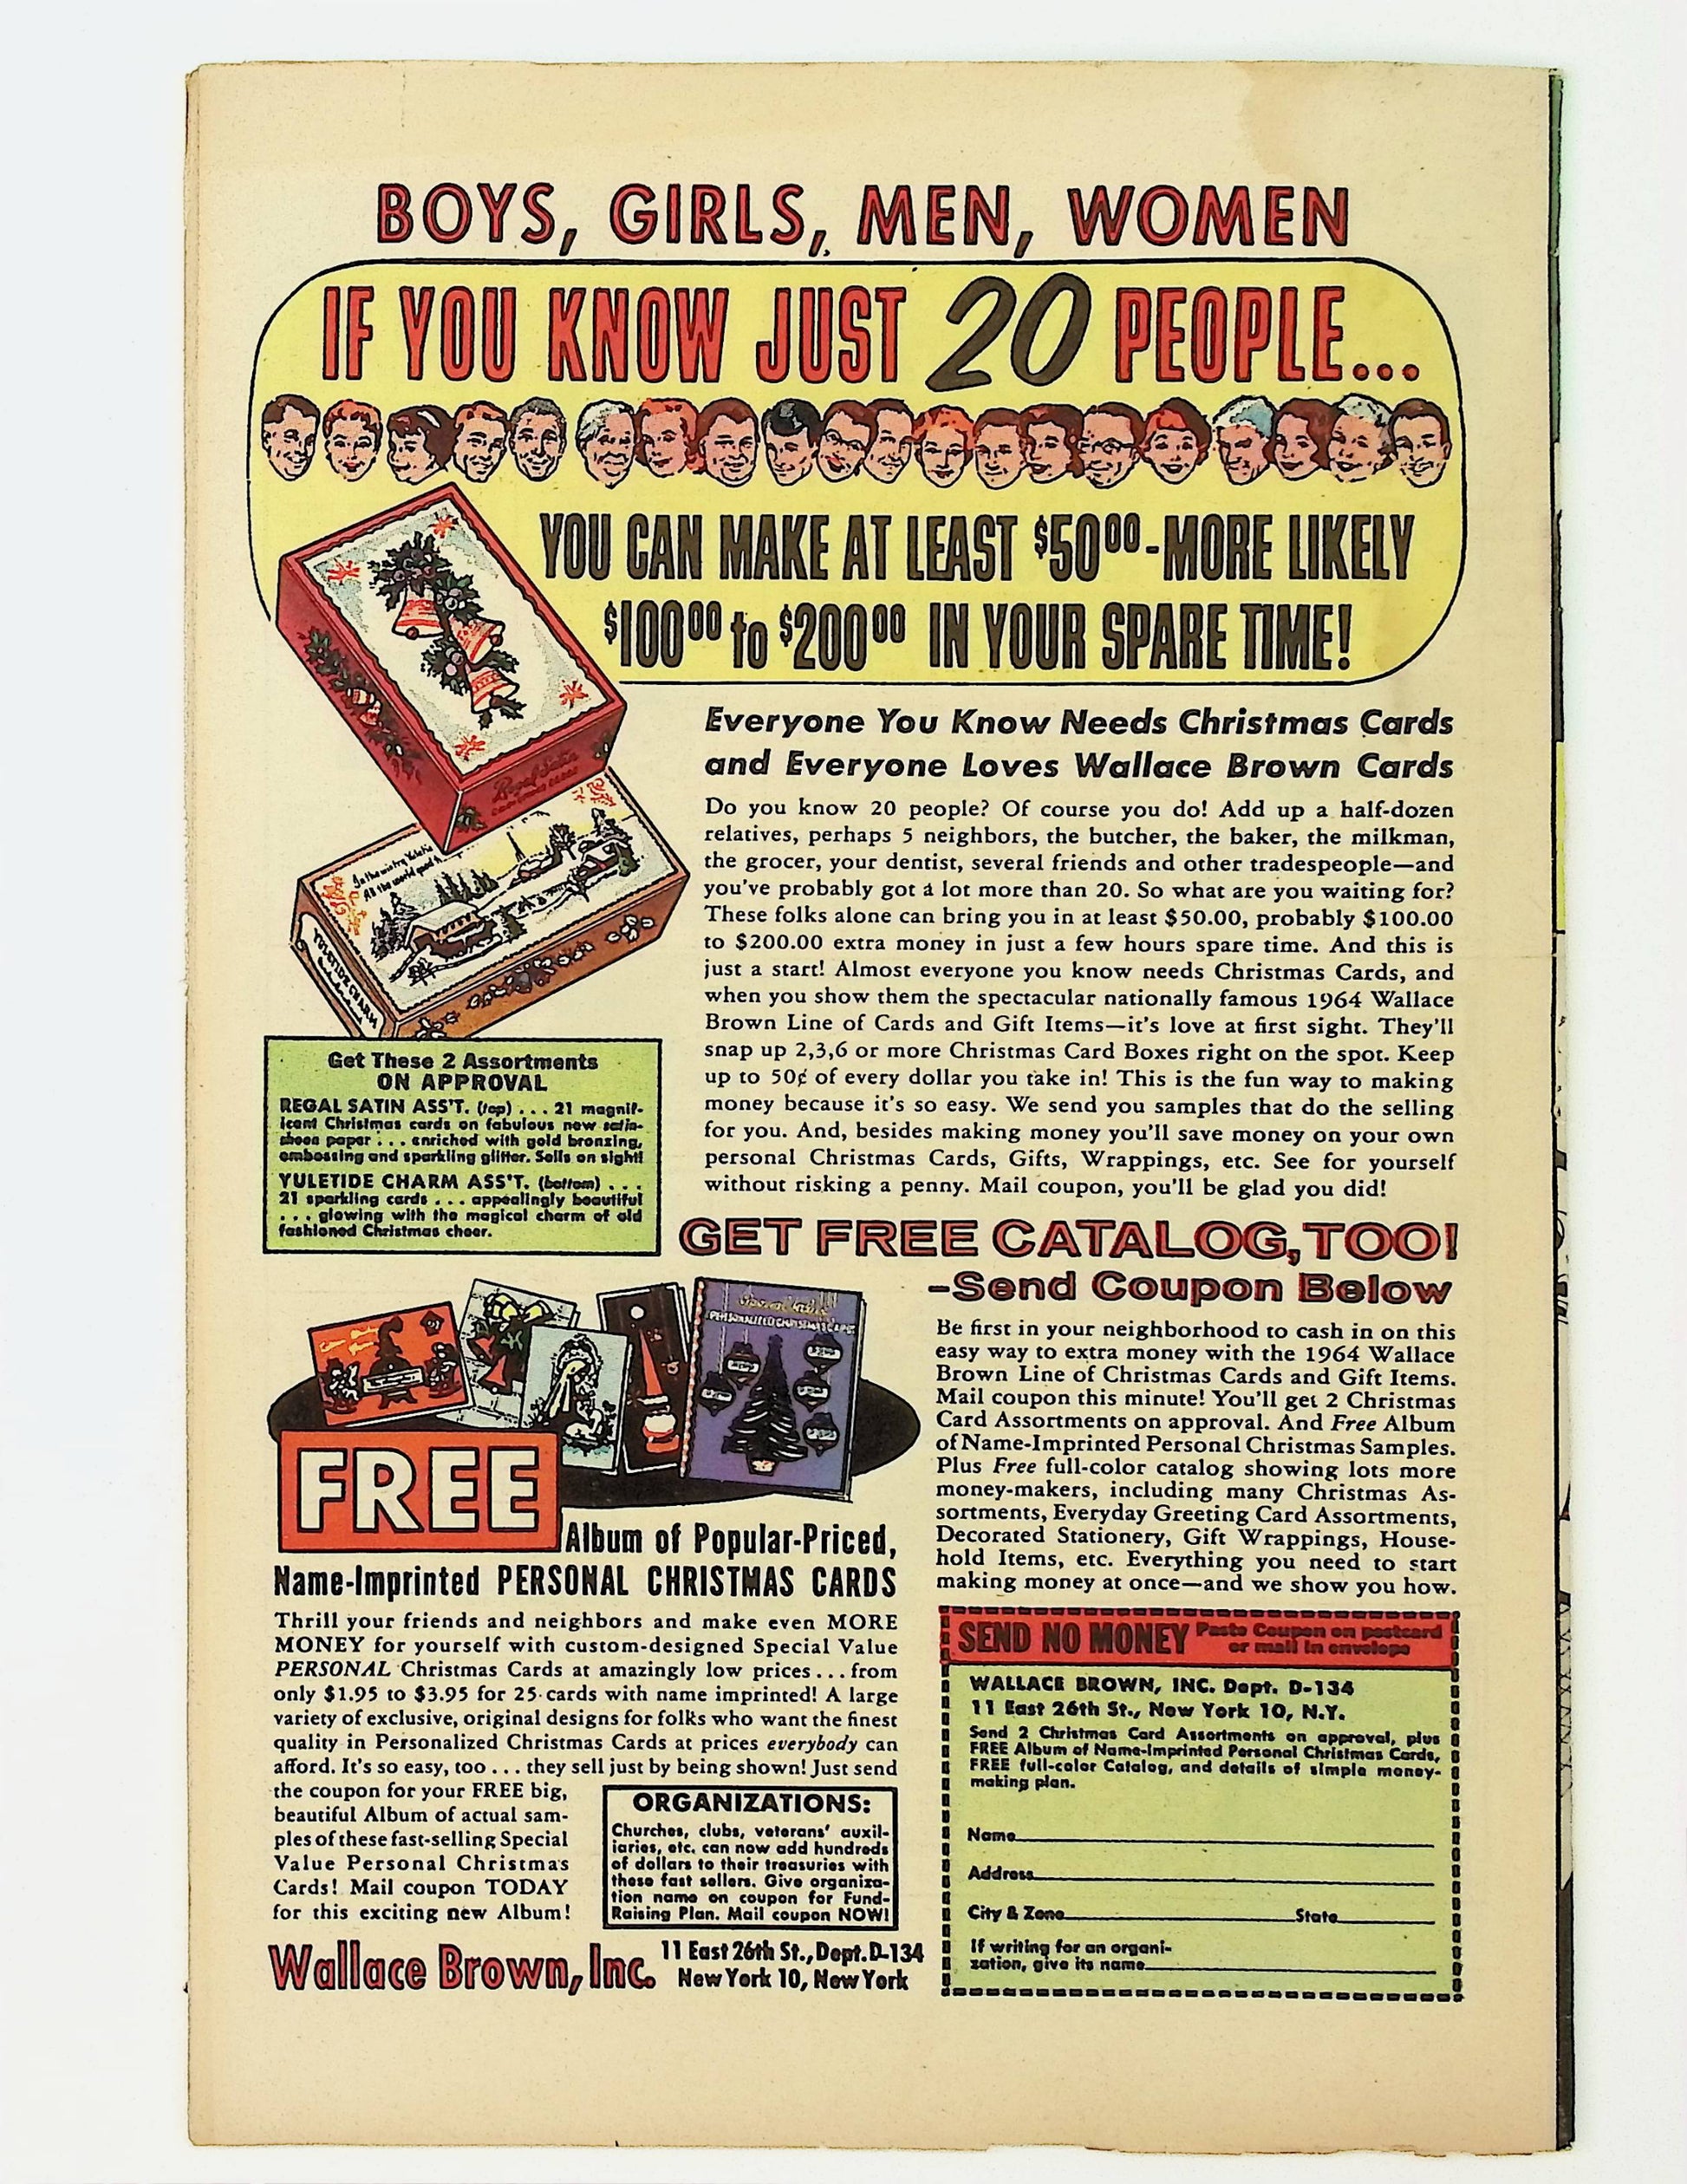 BOYS, GIRLS, MEN, WOMEN
IF YOU KNOW JUST 20 PEOPLE...
YOU CAN MAKE AT LEAST $50⁰⁰-MORE LIKELY
$100⁰⁰ to $200⁰⁰ IN YOUR SPARE TIME!
Regal Satin
In the wintry Yuletide
All the world
YULETIDE CHARM
Everyone You Know Needs Christmas Cards
and Everyone Loves Wallace Brown Cards
Do you know 20 people? Of course you do! Add up a half-dozen
relatives, perhaps 5 neighbors, the butcher, the baker, the milkman,
the grocer, your dentist, several friends and other tradespeople—and
you've probably got a lot more than 20. So what are you waiting for?
These folks alone can bring you in at least $50.00, probably $100.00
to $200.00 extra money in just a few hours spare time. And this is
just a start! Almost everyone you know needs Christmas Cards, and
when you show them the spectacular nationally famous 1964 Wallace
Brown Line of Cards and Gift Items—it's love at first sight. They'll
snap up 2,3,6 or more Christmas Card Boxes right on the spot. Keep
up to 50¢ of every dollar you take in! This is the fun way to making
money because it's so easy. We send you samples that do the selling
for you. And, besides making money you'll save money on your own
personal Christmas Cards, Gifts, Wrappings, etc. See for yourself
without risking a penny. Mail coupon, you'll be glad you did!
Get These 2 Assortments
ON APPROVAL
REGAL SATIN ASS'T. (top) . . . 21 magnif-
icent Christmas cards on fabulous new satin-
sheen paper . . . enriched with gold bronzing,
embossing and sparkling glitter. Sells on sight!
YULETIDE CHARM ASS'T. (bottom) . . .
21 sparkling cards . . . appealingly beautiful
. . . glowing with the magical charm of old
fashioned Christmas cheer.
GET FREE CATALOG, TOO!
–Send Coupon Below
Be first in your neighborhood to cash in on this
easy way to extra money with the 1964 Wallace
Brown Line of Christmas Cards and Gift Items.
Mail coupon this minute! You'll get 2 Christmas
Card Assortments on approval. And Free Album
of Name-Imprinted Personal Christmas Samples.
Plus Free full-color catalog showing lots more
money-makers, including many Christmas As-
sortments, Everyday Greeting Card Assortments,
Decorated Stationery, Gift Wrappings, House-
hold Items, etc. Everything you need to start
making money at once—and we show you how.
Special Value
PERSONALIZED CHRISTMAS CARDS
FREE
Album of Popular-Priced,
Name-Imprinted PERSONAL CHRISTMAS CARDS
Thrill your friends and neighbors and make even MORE
MONEY for yourself with custom-designed Special Value
PERSONAL Christmas Cards at amazingly low prices . . . from
only $1.95 to $3.95 for 25 cards with name imprinted! A large
variety of exclusive, original designs for folks who want the finest
quality in Personalized Christmas Cards at prices everybody can
afford. It's so easy, too . . . they sell just by being shown! Just send
the coupon for your FREE big,
beautiful Album of actual sam-
ples of these fast-selling Special
Value Personal Christmas
Cards! Mail coupon TODAY
for this exciting new Album!
ORGANIZATIONS:
Churches, clubs, veterans' auxil-
iaries, etc. can now add hundreds
of dollars to their treasuries with
these fast sellers. Give organiza-
tion name on coupon for Fund-
Raising Plan. Mail coupon NOW!
Wallace Brown, Inc.
11 East 26th St., Dept. D-134
New York 10, New York
SEND NO MONEY
Paste Coupon on postcard
or mail in envelope
WALLACE BROWN, INC. Dept. D-134
11 East 26th St., New York 10, N.Y.
Send 2 Christmas Card Assortments on approval, plus
FREE Album of Name-Imprinted Personal Christmas Cards,
FREE full-color Catalog, and details of simple money-
making plan.
Name
Address
City & Zone State
If writing for an organi-
zation, give its name